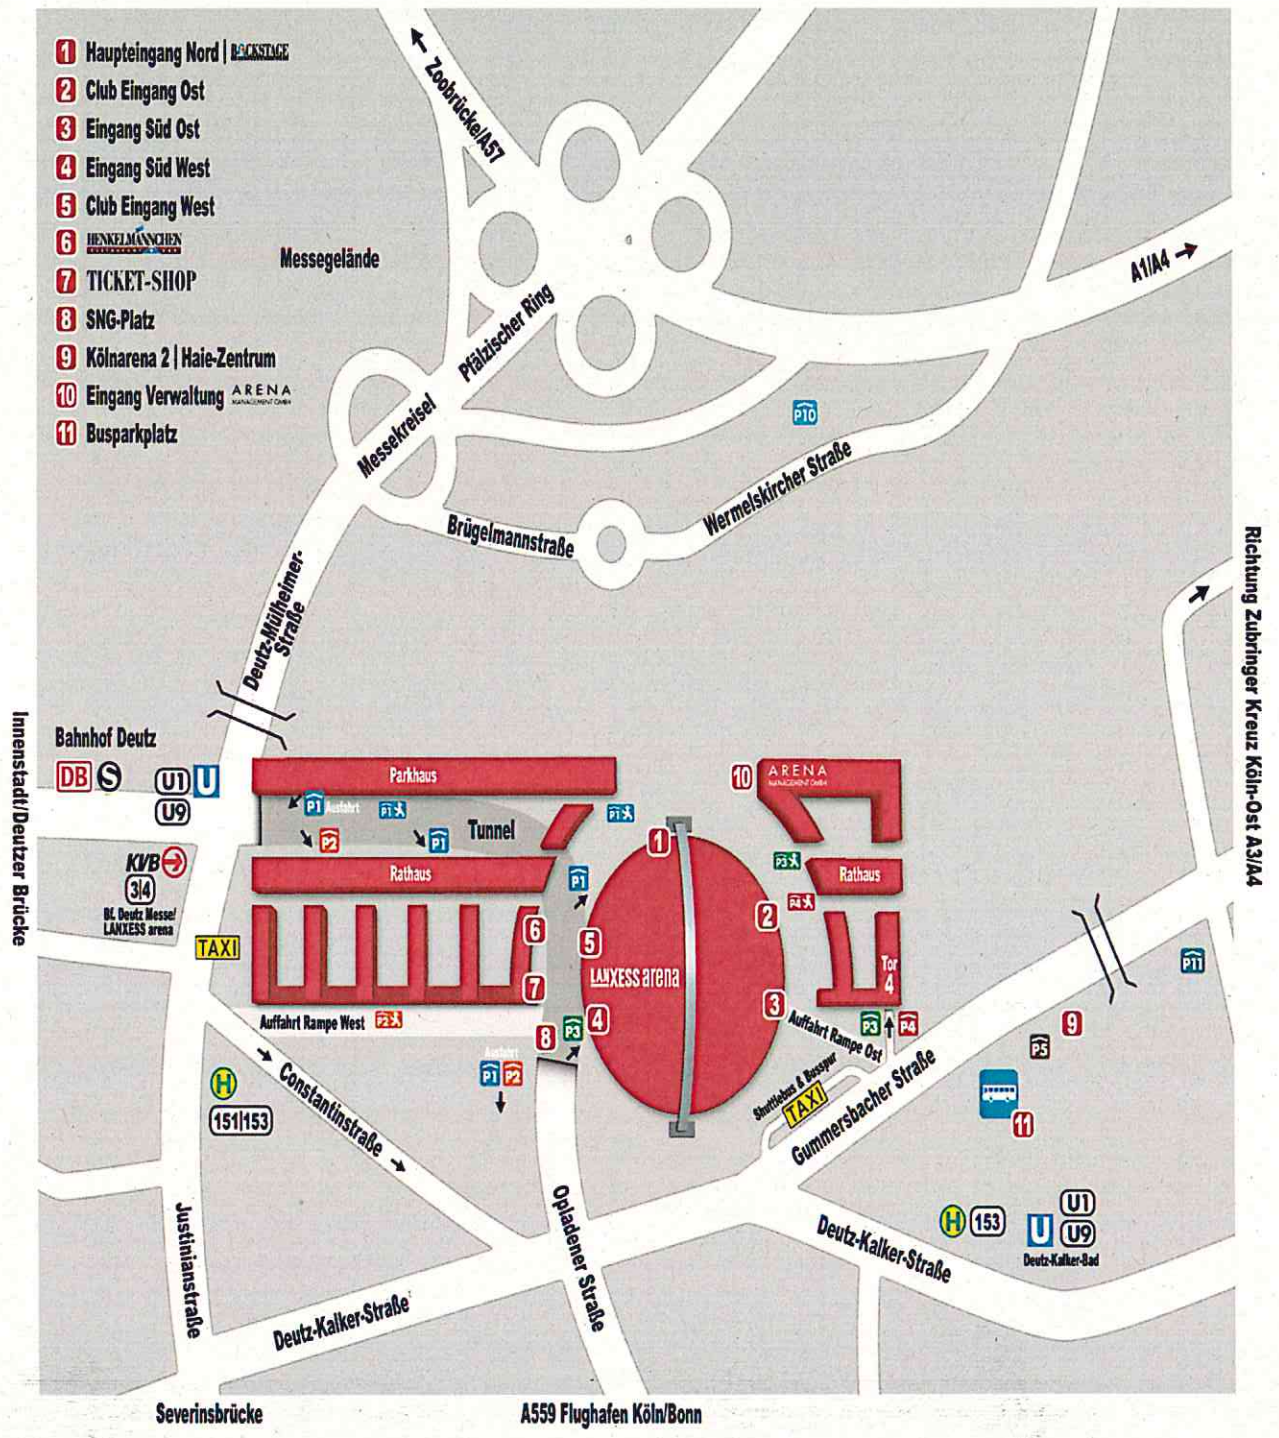 1 Haupteingang Nord | BACKSTAGE
2 Club Eingang Ost
3 Eingang Süd Ost
4 Eingang Süd West
5 Club Eingang West
6 HENKELMÄNNCHEN
7 TICKET-SHOP
8 SNG-Platz
9 Kölnarena 2 | Haie-Zentrum
10 Eingang Verwaltung ARENA
MANAGEMENT GMBH
11 Busparkplatz
Zoobrücke/A57
Messegelände
A1/A4
Pfälzischer Ring
Messekreisel
P10
Wermelskircher Straße
Brügelmannstraße
Deutz-Mülheimer-
Straße
Richtung Zubringer Kreuz Köln-Ost A3/A4
Innenstadt/Deutzer Brücke
Bahnhof Deutz
DB S U1 U
U9
Parkhaus
P1 Ausfahrt
P1
P2
P1
Tunnel
P1
10 ARENA
MANAGEMENT GMBH
1
KVB
3|4
Bf. Deutz Messe/
LANXESS arena
Rathaus
P1
P3
Rathaus
P4
2
TAXI
6
5
7
LANXESS arena
Tor
4
P11
3
Auffahrt Rampe West P2
8
P3
4
Auffahrt Rampe Ost
P3
P4
9
P5
Ausfahrt
P1 P2
Shuttlebus & Busspur
TAXI
Gummersbacher Straße
11
H
151|153
Constantinstraße
Justinianstraße
Opladener Straße
Deutz-Kalker-Straße
Deutz-Kalker-Straße
H 153
U U1
U9
Deutz-Kalker-Bad
Severinsbrücke
A559 Flughafen Köln/Bonn